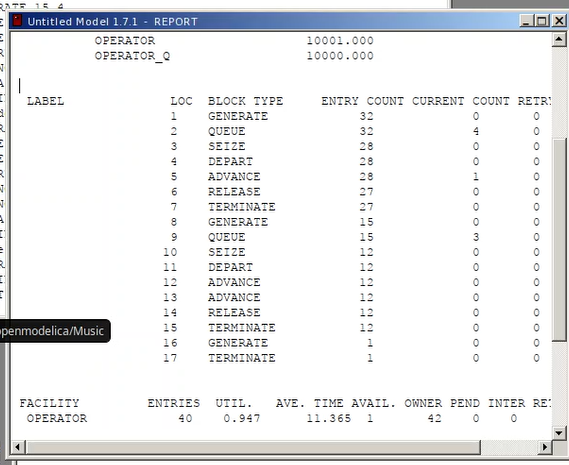 RATE 15,4
Untitled Model 1.7.1 - REPORT
OPERATOR 10001.000
OPERATOR_Q 10000.000
LABEL LOC BLOCK TYPE ENTRY COUNT CURRENT COUNT RETRY
1 GENERATE 32 0 0
2 QUEUE 32 4 0
3 SEIZE 28 0 0
4 DEPART 28 0 0
5 ADVANCE 28 1 0
6 RELEASE 27 0 0
7 TERMINATE 27 0 0
8 GENERATE 15 0 0
9 QUEUE 15 3 0
10 SEIZE 12 0 0
11 DEPART 12 0 0
12 ADVANCE 12 0 0
13 ADVANCE 12 0 0
14 RELEASE 12 0 0
15 TERMINATE 12 0 0
16 GENERATE 1 0 0
17 TERMINATE 1 0 0
openmodelica/Music
FACILITY ENTRIES UTIL. AVE. TIME AVAIL. OWNER PEND INTER RET
OPERATOR 40 0.947 11.365 1 42 0 0